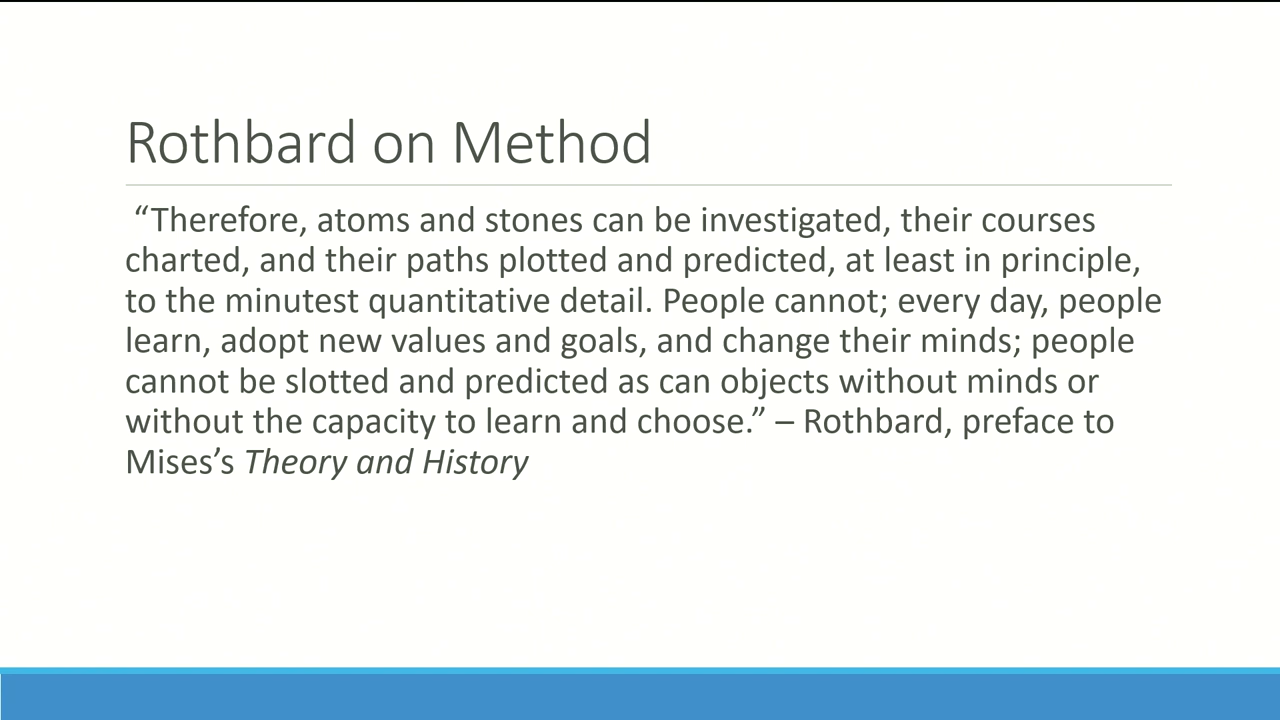 Rothbard on Method
“Therefore, atoms and stones can be investigated, their courses
charted, and their paths plotted and predicted, at least in principle,
to the minutest quantitative detail. People cannot; every day, people
learn, adopt new values and goals, and change their minds; people
cannot be slotted and predicted as can objects without minds or
without the capacity to learn and choose.” – Rothbard, preface to
Mises’s Theory and History